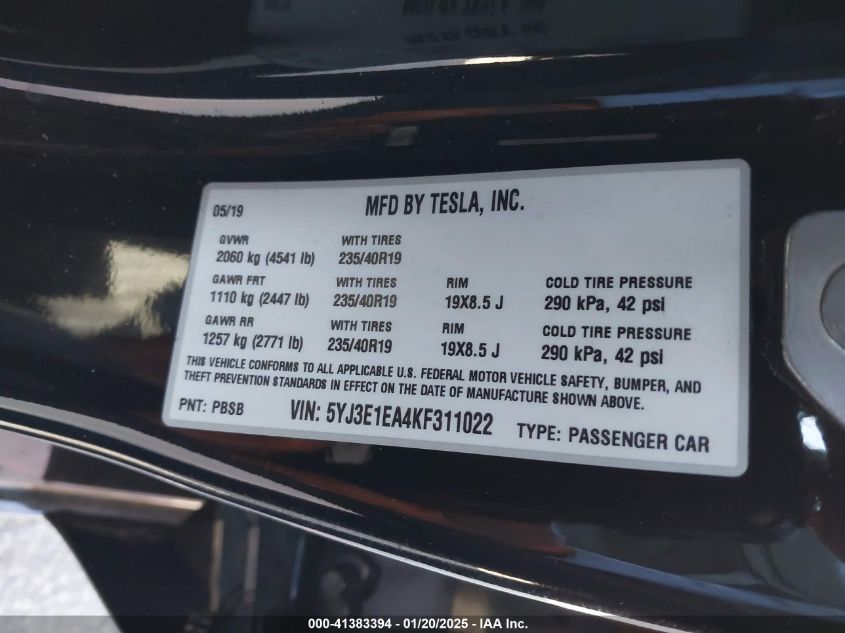 05/19 MFD BY TESLA, INC.
GVWR WITH TIRES
2060 kg (4541 lb) 235/40R19
GAWR FRT WITH TIRES RIM COLD TIRE PRESSURE
1110 kg (2447 lb) 235/40R19 19X8.5 J 290 kPa, 42 psi
GAWR RR WITH TIRES RIM COLD TIRE PRESSURE
1257 kg (2771 lb) 235/40R19 19X8.5 J 290 kPa, 42 psi
THIS VEHICLE CONFORMS TO ALL APPLICABLE U.S. FEDERAL MOTOR VEHICLE SAFETY, BUMPER, AND
THEFT PREVENTION STANDARDS IN EFFECT ON THE DATE OF MANUFACTURE SHOWN ABOVE.
PNT: PBSB VIN: 5YJ3E1EA4KF311022 TYPE: PASSENGER CAR
000-41383394 - 01/20/2025 - IAA Inc.